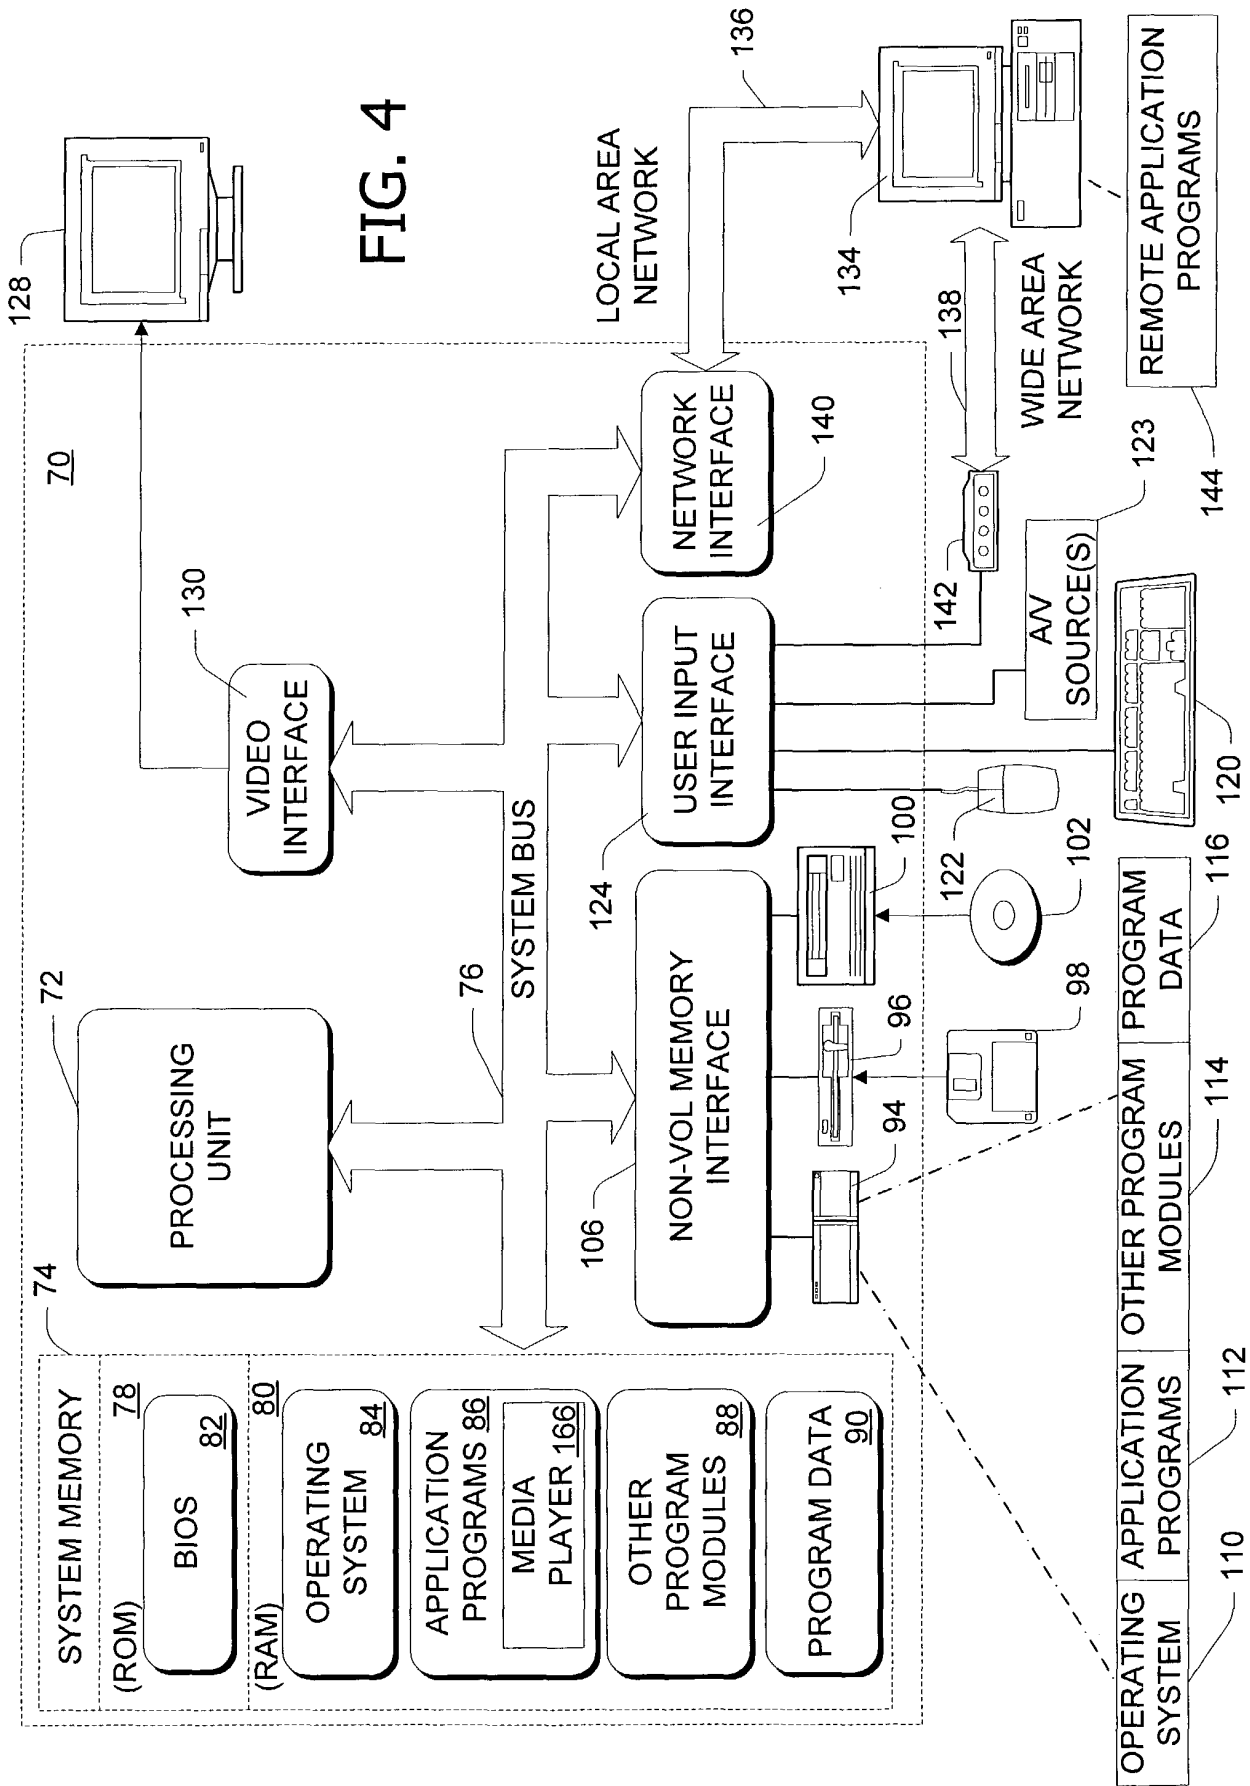 SYSTEM MEMORY
74
(ROM) 78
BIOS
82
(RAM) 80
OPERATING
SYSTEM
84
APPLICATION
PROGRAMS 86
MEDIA
PLAYER 166
OTHER
PROGRAM
MODULES
88
PROGRAM DATA
90
72
PROCESSING
UNIT
76
SYSTEM BUS
VIDEO
INTERFACE
130
70
128
FIG. 4
106
NON-VOL MEMORY
INTERFACE
124
USER INPUT
INTERFACE
NETWORK
INTERFACE
140
LOCAL AREA
NETWORK
136
94
96
98
100
102
122
120
A/V
SOURCE(S)
123
142
138
WIDE AREA
NETWORK
134
REMOTE APPLICATION
PROGRAMS
144
OPERATING
SYSTEM
110
APPLICATION
PROGRAMS
112
OTHER PROGRAM
MODULES
114
PROGRAM
DATA
116